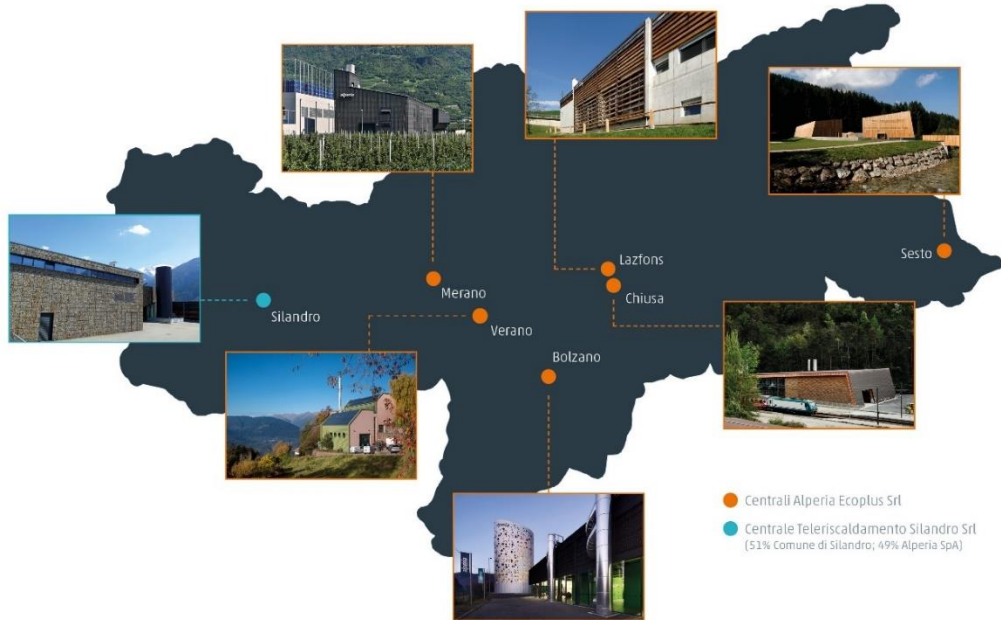 Sesto
Lazfons
Chiusa
Merano
Silandro
Verano
Bolzano
Centrali Alperia Ecoplus Srl
Centrale Teleriscaldamento Silandro Srl
(51% Comune di Silandro; 49% Alperia SpA)